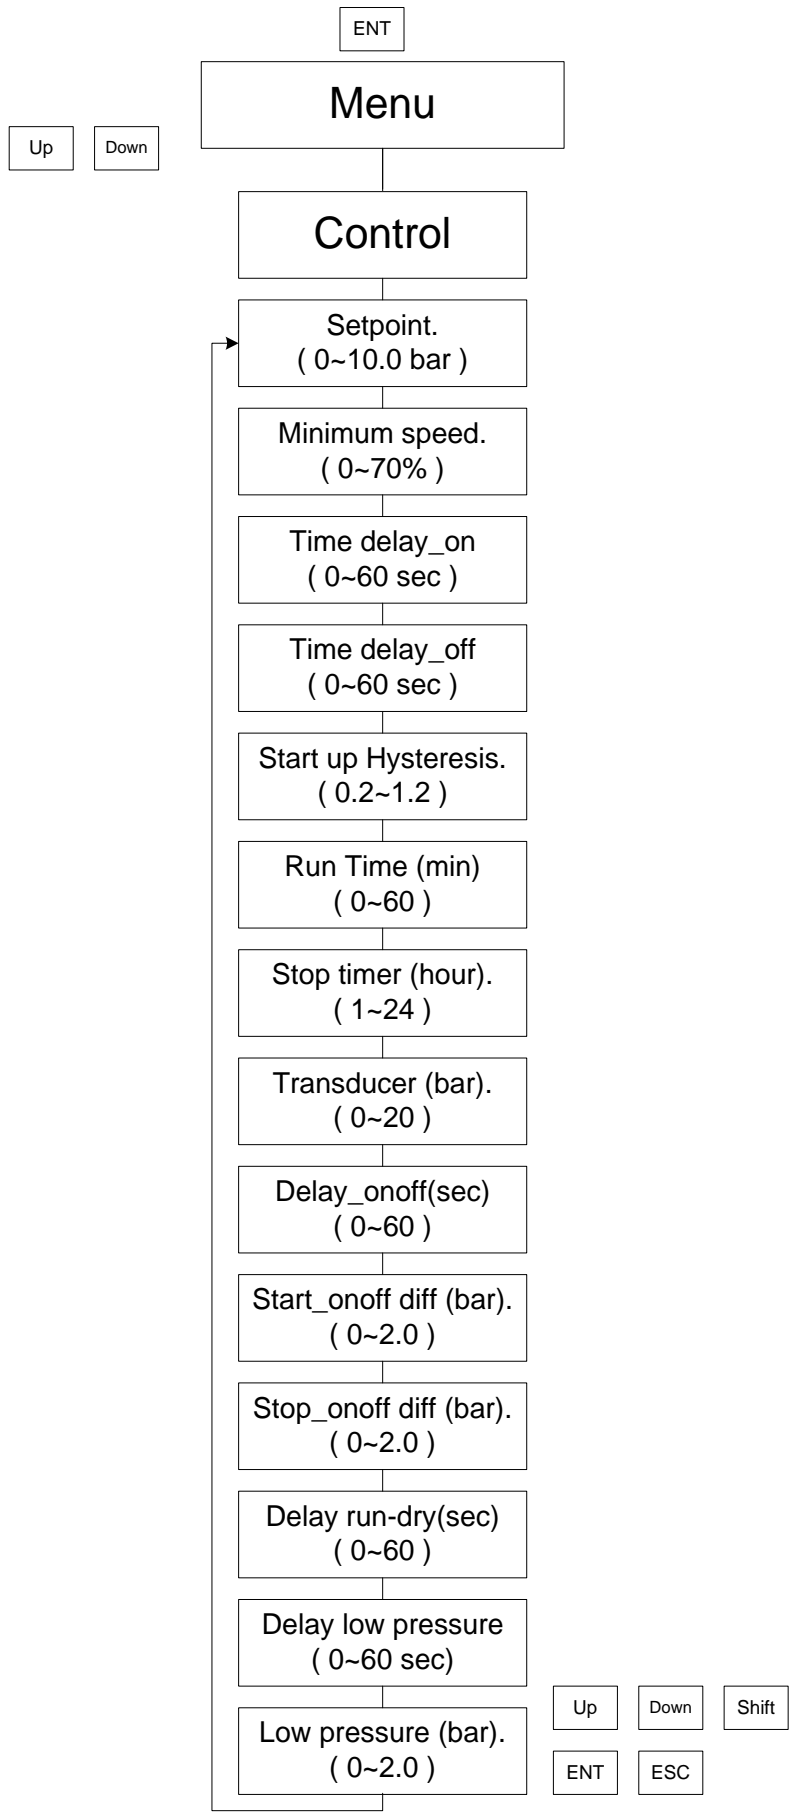 ENT
Menu
Up
Down
Control
Setpoint.
( 0~10.0 bar )
Minimum speed.
( 0~70% )
Time delay_on
( 0~60 sec )
Time delay_off
( 0~60 sec )
Start up Hysteresis.
( 0.2~1.2 )
Run Time (min)
( 0~60 )
Stop timer (hour).
( 1~24 )
Transducer (bar).
( 0~20 )
Delay_onoff(sec)
( 0~60 )
Start_onoff diff (bar).
( 0~2.0 )
Stop_onoff diff (bar).
( 0~2.0 )
Delay run-dry(sec)
( 0~60 )
Delay low pressure
( 0~60 sec)
Low pressure (bar).
( 0~2.0 )
Up
Down
Shift
ENT
ESC